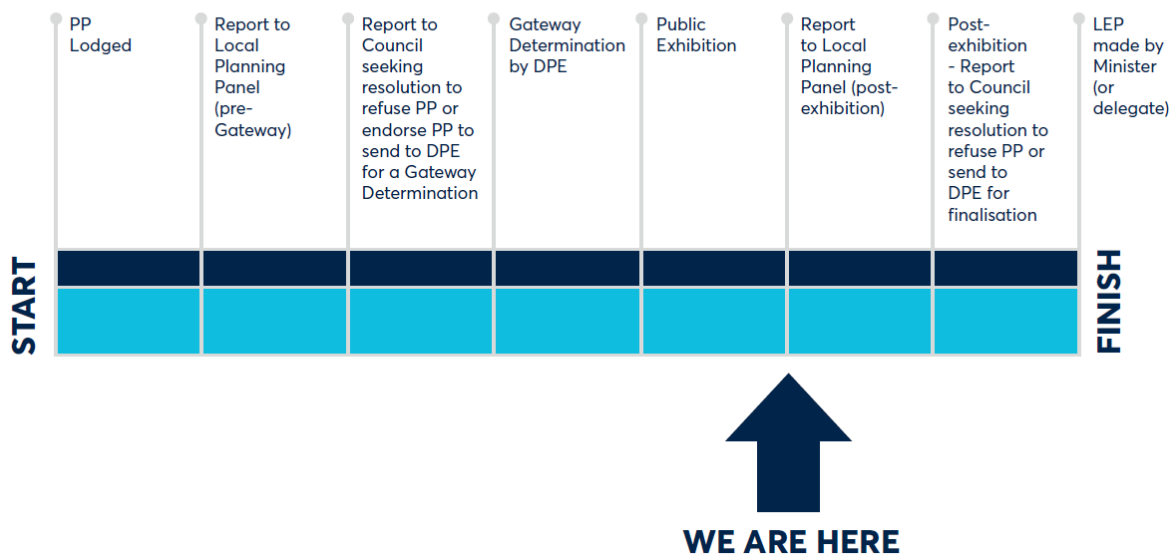 PP
Lodged
Report to
Local
Planning
Panel
(pre-
Gateway)
Report to
Council
seeking
resolution to
refuse PP or
endorse PP to
send to DPE
for a Gateway
Determination
Gateway
Determination
by DPE
Public
Exhibition
Report
to Local
Planning
Panel (post-
exhibition)
Post-
exhibition
- Report
to Council
seeking
resolution to
refuse PP or
send to
DPE for
finalisation
LEP
made by
Minister
(or
delegate)
START
FINISH
WE ARE HERE